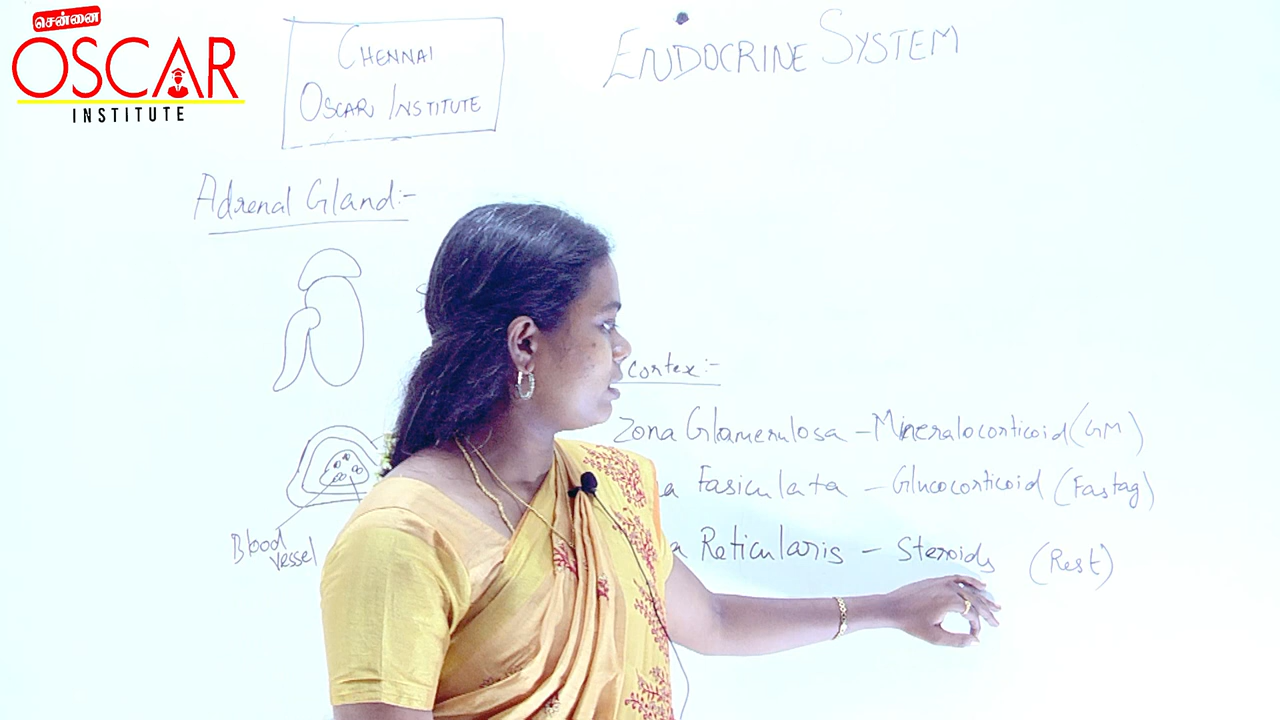 சென்னை
OSCAR
INSTITUTE
CHENNAI
OSCAR INSTITUTE
ENDOCRINE SYSTEM
Adrenal Gland:-
cortex:-
Zona Glamerulosa - Mineralocorticoid (GM)
a Fasiculata - Glucocorticoid (Fastag)
a Reticularis - Steroids (Rest)
Blood
vessel